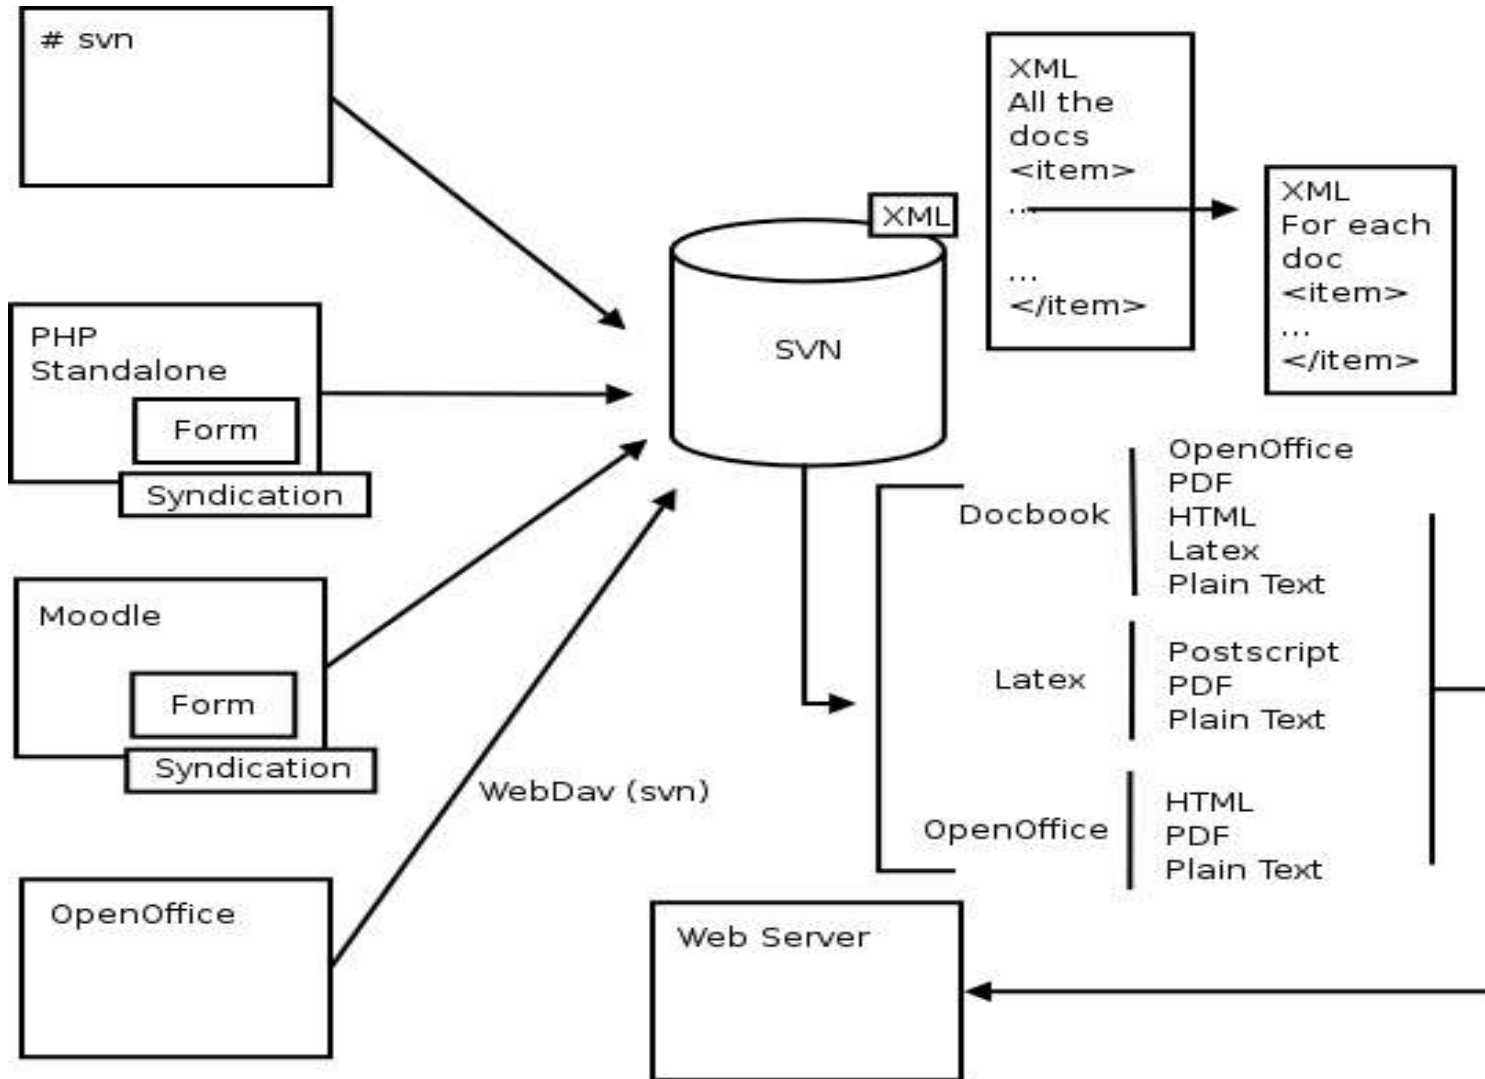 # svn
PHP
Standalone
Form
Syndication
Moodle
Form
Syndication
OpenOffice
WebDav (svn)
XML
SVN
XML
All the
docs
<item>
...
...
</item>
XML
For each
doc
<item>
...
</item>
Docbook
OpenOffice
PDF
HTML
Latex
Plain Text
Latex
Postscript
PDF
Plain Text
OpenOffice
HTML
PDF
Plain Text
Web Server